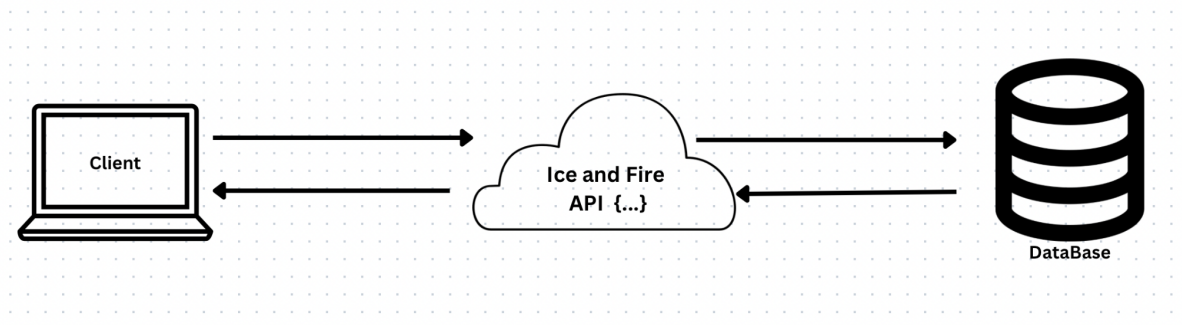 Client
Ice and Fire
API {...}
DataBase